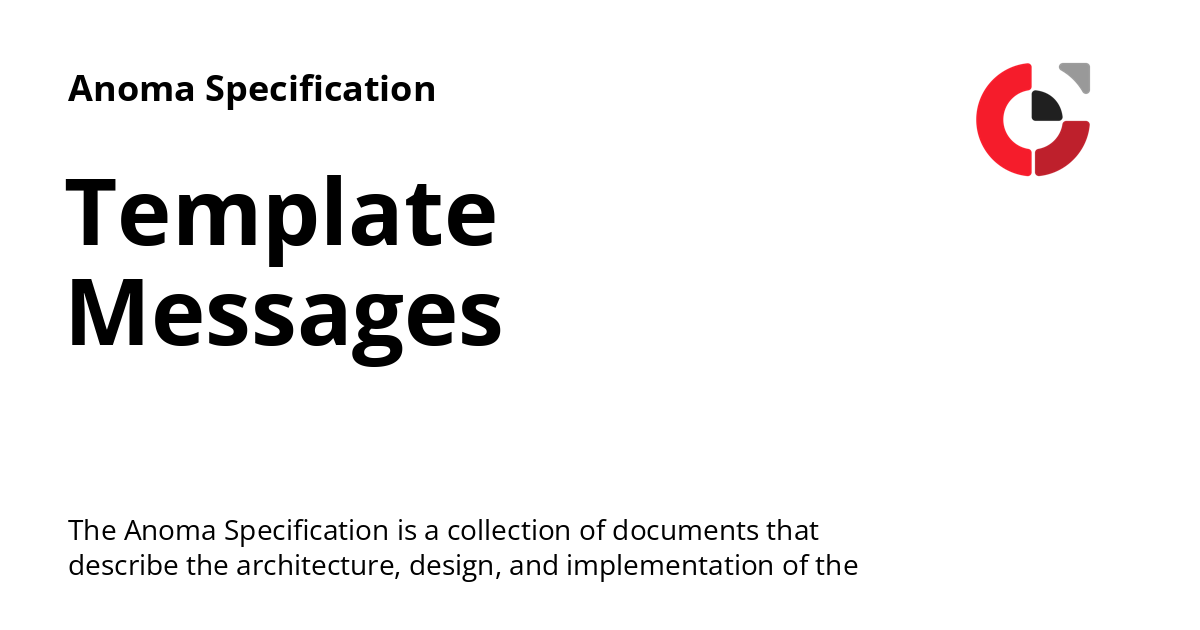 Anoma Specification
Template
Messages
The Anoma Specification is a collection of documents that
describe the architecture, design, and implementation of the